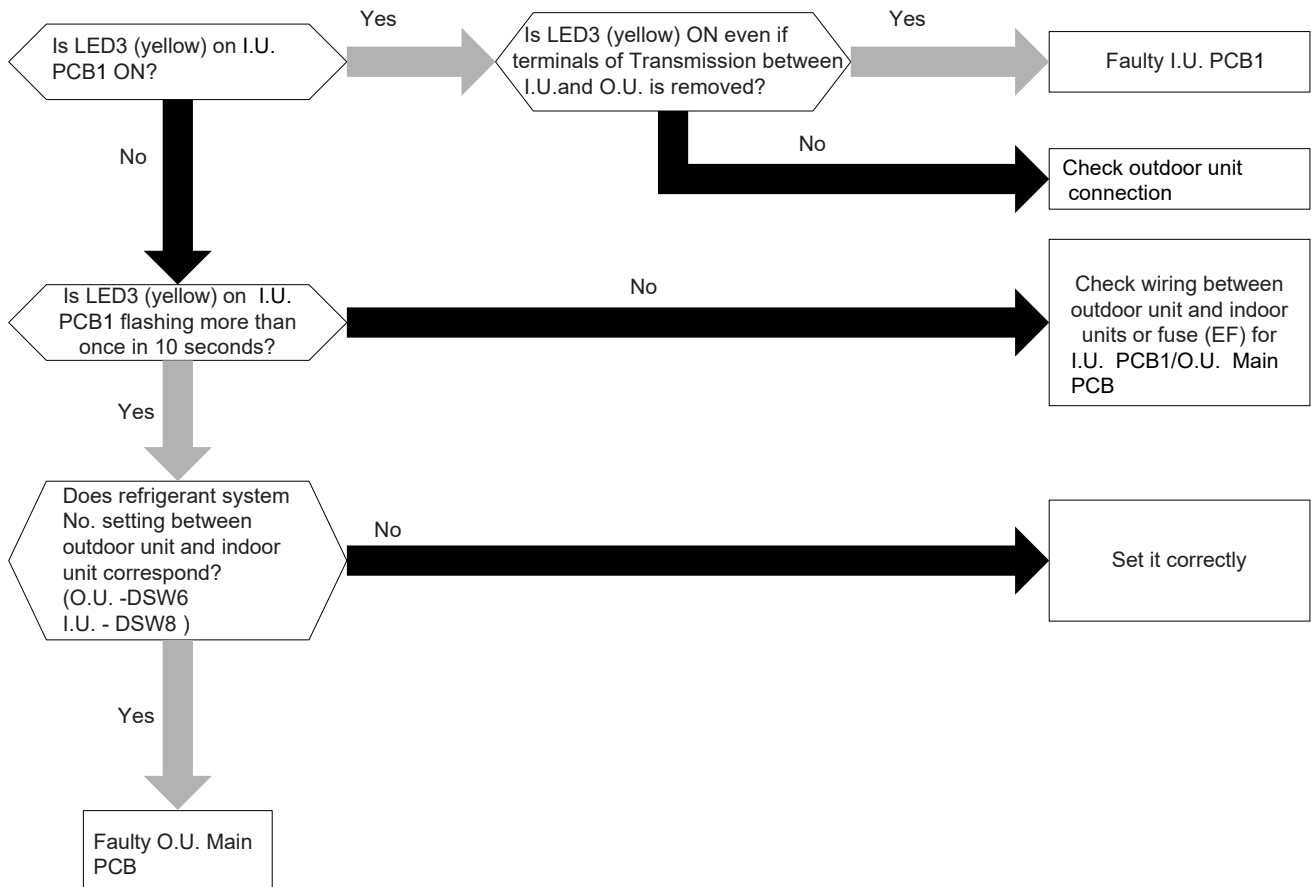 Is LED3 (yellow) on I.U.
PCB1 ON?
Yes
Is LED3 (yellow) ON even if
terminals of Transmission between
I.U.and O.U. is removed?
Yes
Faulty I.U. PCB1
No
No
Check outdoor unit
connection
Is LED3 (yellow) on I.U.
PCB1 flashing more than
once in 10 seconds?
No
Check wiring between
outdoor unit and indoor
units or fuse (EF) for
I.U. PCB1/O.U. Main
PCB
Yes
Does refrigerant system
No. setting between
outdoor unit and indoor
unit correspond?
(O.U. -DSW6
I.U. - DSW8 )
No
Set it correctly
Yes
Faulty O.U. Main
PCB